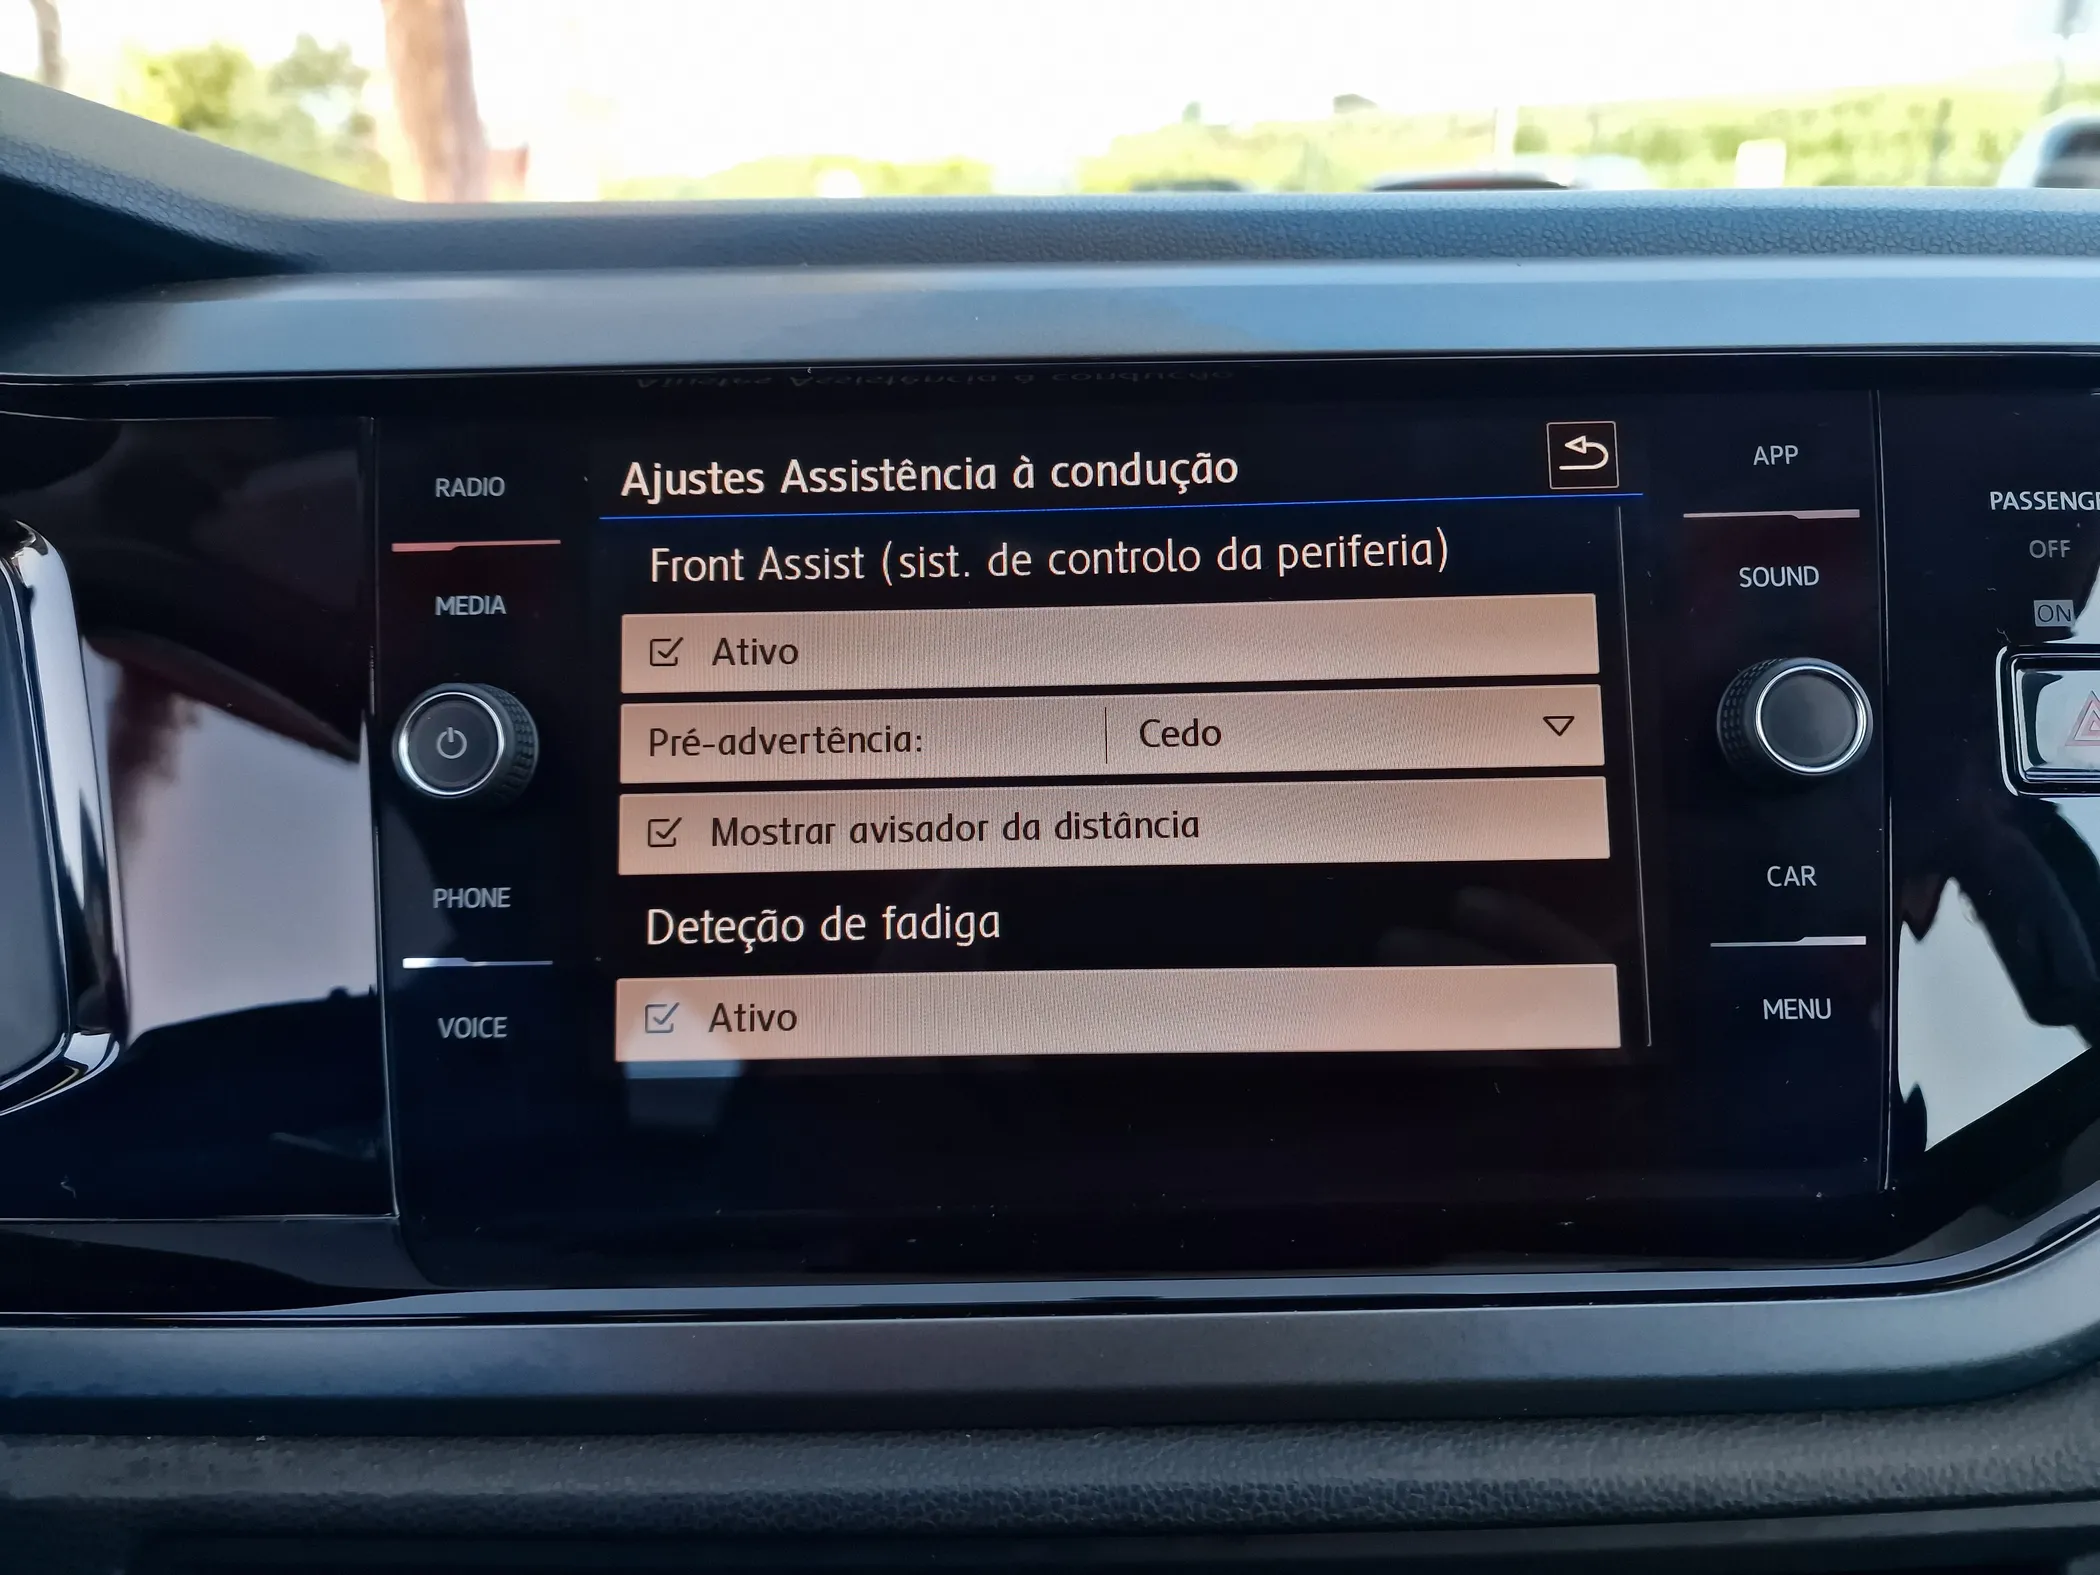 Ajustes Assistência à condução
Front Assist (sist. de controlo da periferia)
Ativo
Pré-advertência: Cedo
Mostrar avisador da distância
Deteção de fadiga
Ativo
RADIO
MEDIA
PHONE
VOICE
APP
SOUND
CAR
MENU
PASSENGE
OFF
ON